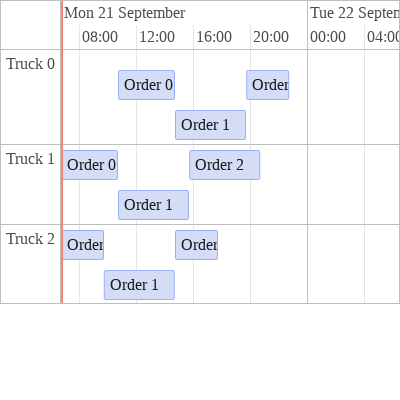 Mon 21 September
Tue 22 Septen
08:00 12:00 16:00 20:00 00:00 04:00
Truck 0
Order 0
Order
Order 1
Truck 1
Order 0
Order 2
Order 1
Truck 2
Order
Order
Order 1